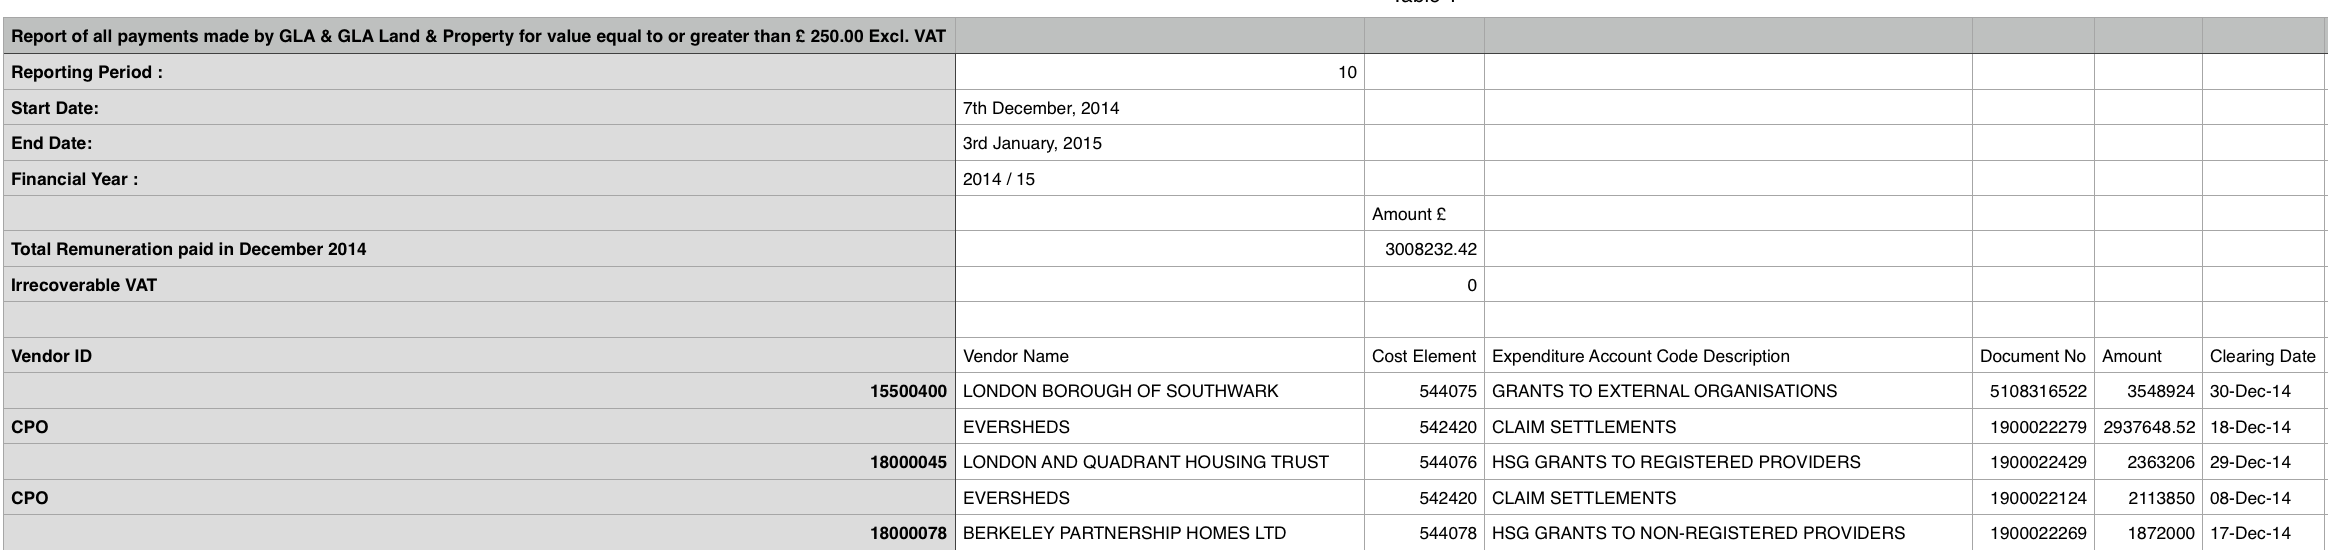 Report of all payments made by GLA & GLA Land & Property for value equal to or greater than £ 250.00 Excl. VAT
Reporting Period : 10
Start Date: 7th December, 2014
End Date: 3rd January, 2015
Financial Year : 2014 / 15
Amount £
Total Remuneration paid in December 2014 3008232.42
Irrecoverable VAT 0
Vendor ID Vendor Name Cost Element Expenditure Account Code Description Document No Amount Clearing Date
15500400 LONDON BOROUGH OF SOUTHWARK 544075 GRANTS TO EXTERNAL ORGANISATIONS 5108316522 3548924 30-Dec-14
CPO EVERSHEDS 542420 CLAIM SETTLEMENTS 1900022279 2937648.52 18-Dec-14
18000045 LONDON AND QUADRANT HOUSING TRUST 544076 HSG GRANTS TO REGISTERED PROVIDERS 1900022429 2363206 29-Dec-14
CPO EVERSHEDS 542420 CLAIM SETTLEMENTS 1900022124 2113850 08-Dec-14
18000078 BERKELEY PARTNERSHIP HOMES LTD 544078 HSG GRANTS TO NON-REGISTERED PROVIDERS 1900022269 1872000 17-Dec-14